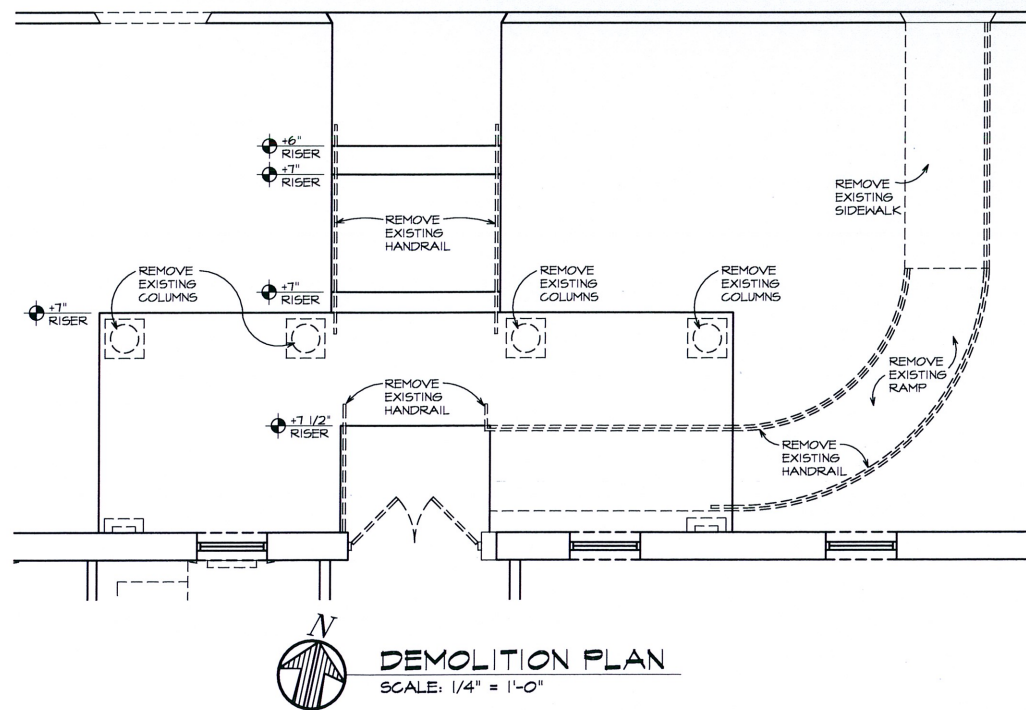 +6"
RISER
+7"
RISER
REMOVE
EXISTING
SIDEWALK
REMOVE
EXISTING
HANDRAIL
REMOVE
EXISTING
COLUMNS
+7"
RISER
REMOVE
EXISTING
COLUMNS
REMOVE
EXISTING
COLUMNS
+7"
RISER
REMOVE
EXISTING
RAMP
REMOVE
EXISTING
HANDRAIL
+7 1/2"
RISER
REMOVE
EXISTING
HANDRAIL
N
DEMOLITION PLAN
SCALE: 1/4" = 1'-0"